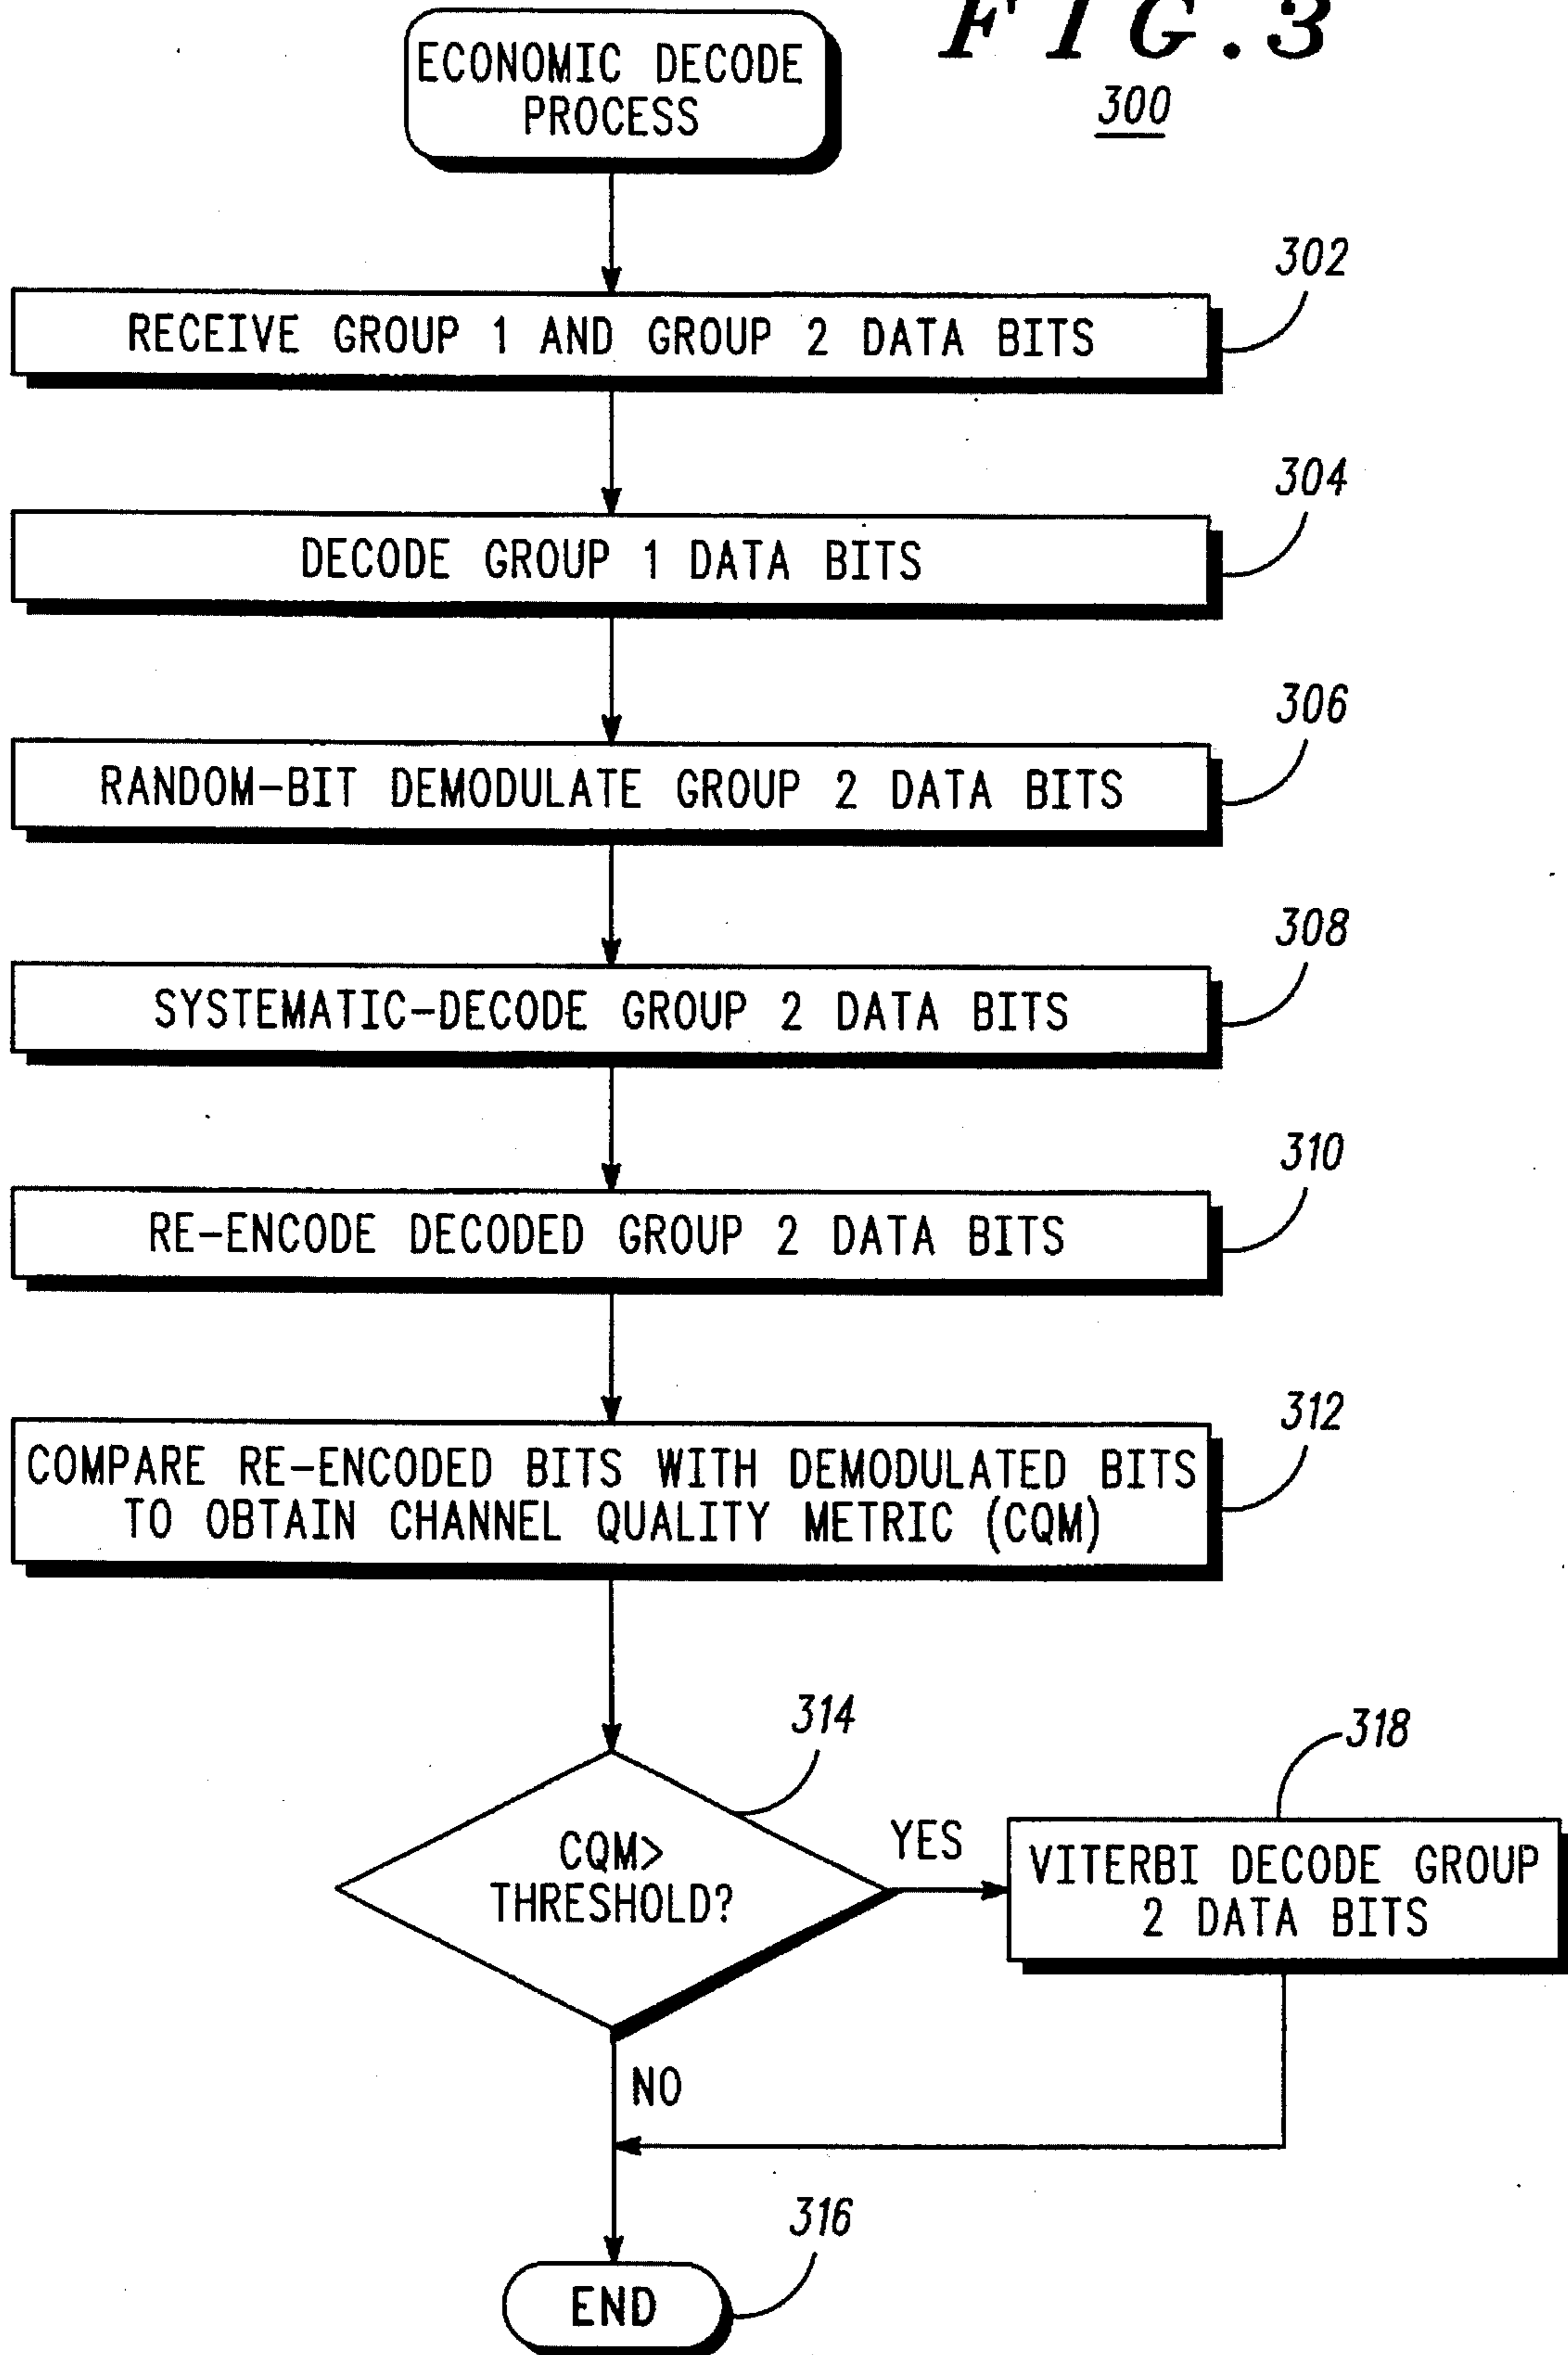 FIG.3
300
ECONOMIC DECODE
PROCESS
302
RECEIVE GROUP 1 AND GROUP 2 DATA BITS
304
DECODE GROUP 1 DATA BITS
306
RANDOM-BIT DEMODULATE GROUP 2 DATA BITS
308
SYSTEMATIC-DECODE GROUP 2 DATA BITS
310
RE-ENCODE DECODED GROUP 2 DATA BITS
312
COMPARE RE-ENCODED BITS WITH DEMODULATED BITS
TO OBTAIN CHANNEL QUALITY METRIC (CQM)
314
CQM>
THRESHOLD?
YES
318
VITERBI DECODE GROUP
2 DATA BITS
NO
316
END